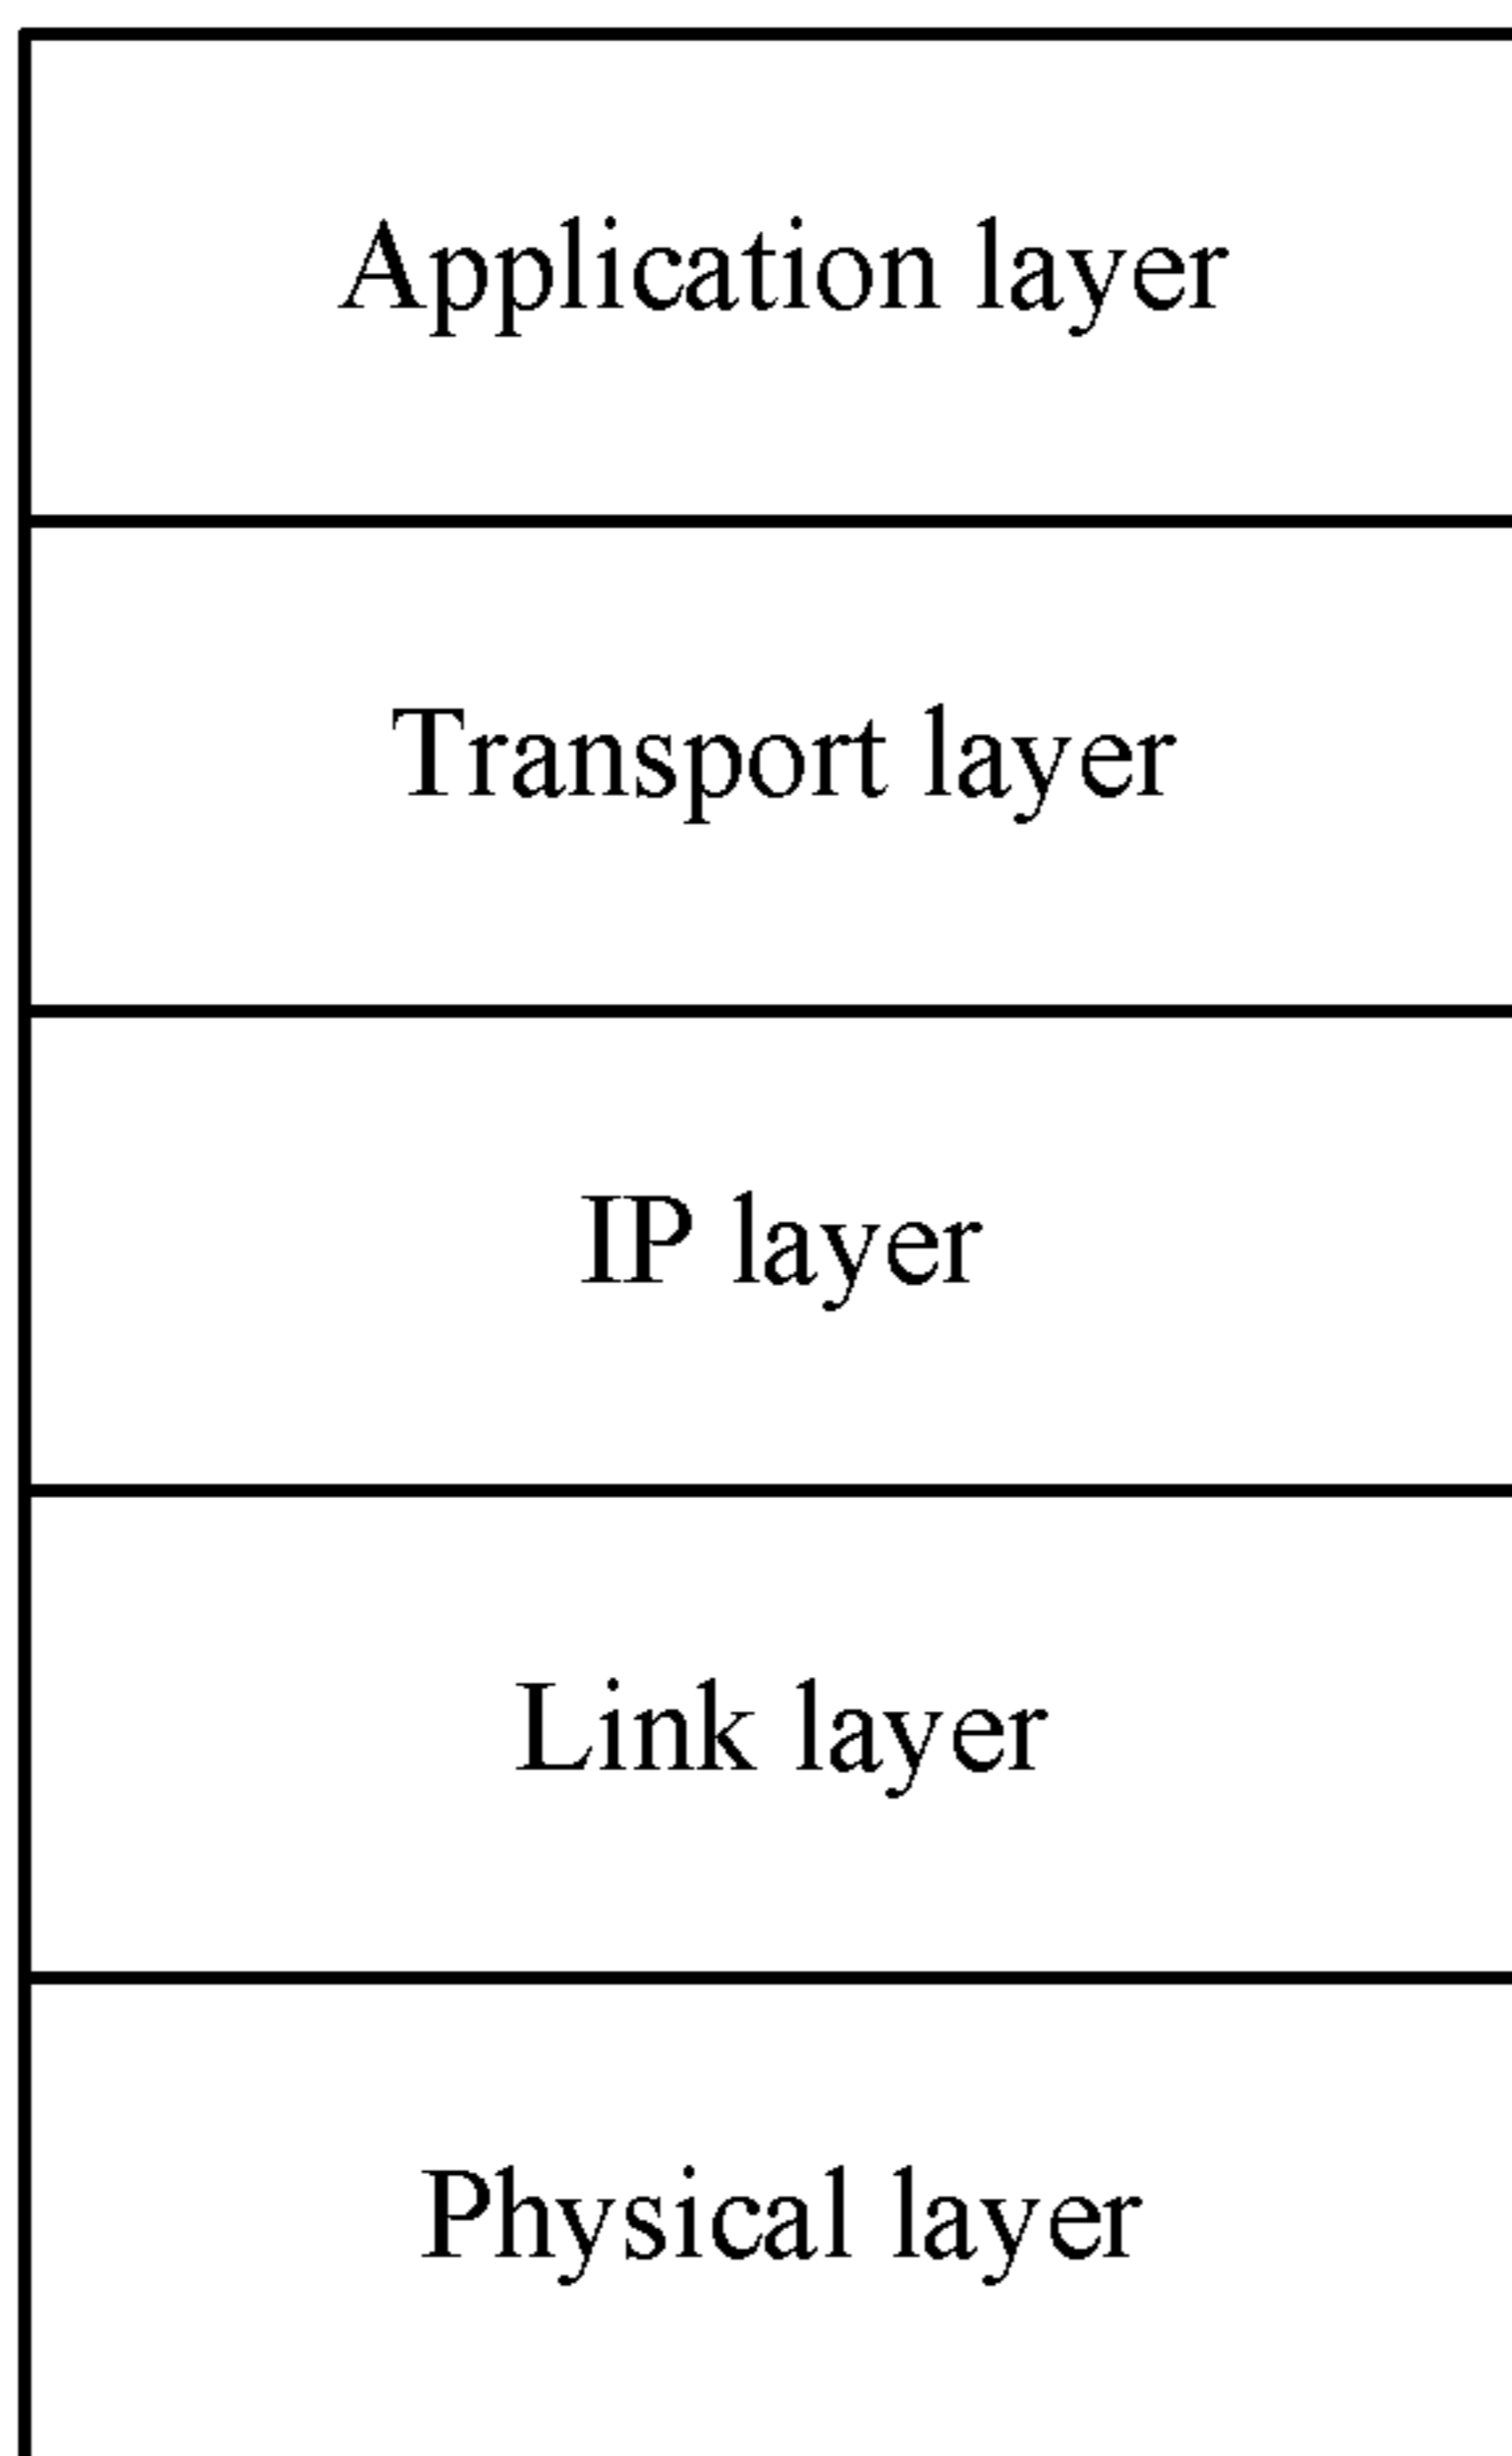 Application layer
Transport layer
IP layer
Link layer
Physical layer